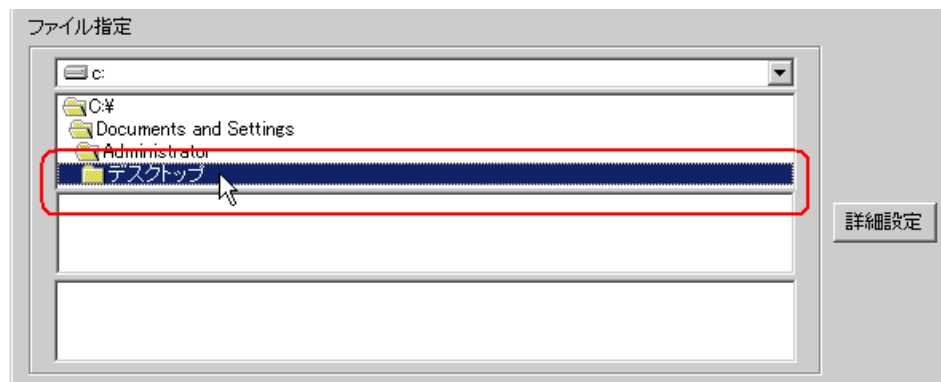 ファイル指定
c:
C:¥
Documents and Settings
Administrator
デスクトップ
詳細設定